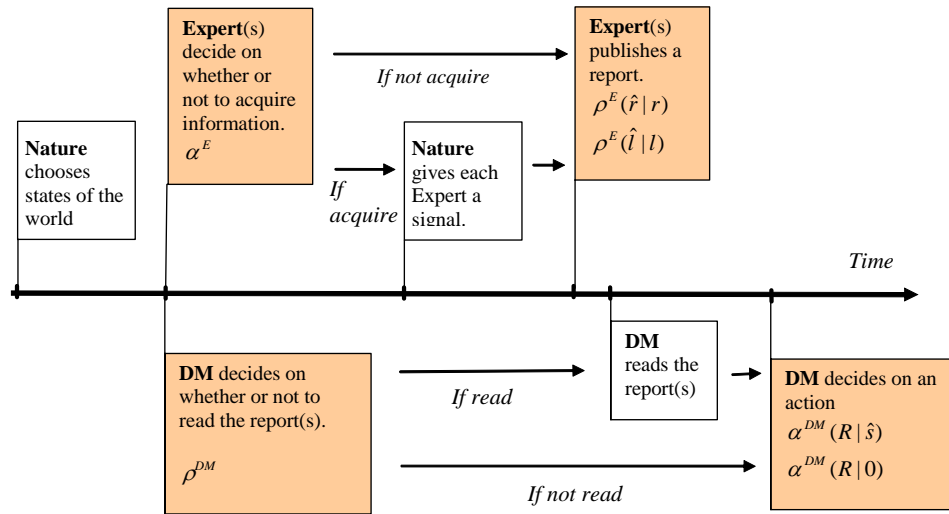 Nature
chooses
states of the
world
Expert(s)
decide on
whether or
not to acquire
information.
α^E
If not acquire
If
acquire
Nature
gives each
Expert a
signal.
Expert(s)
publishes a
report.
ρ^E(r̂ | r)
ρ^E(l̂ | l)
Time
DM decides on
whether or not to
read the report(s).
ρ^DM
If read
If not read
DM
reads the
report(s)
DM decides on an
action
α^DM(R | ŝ)
α^DM(R | 0)